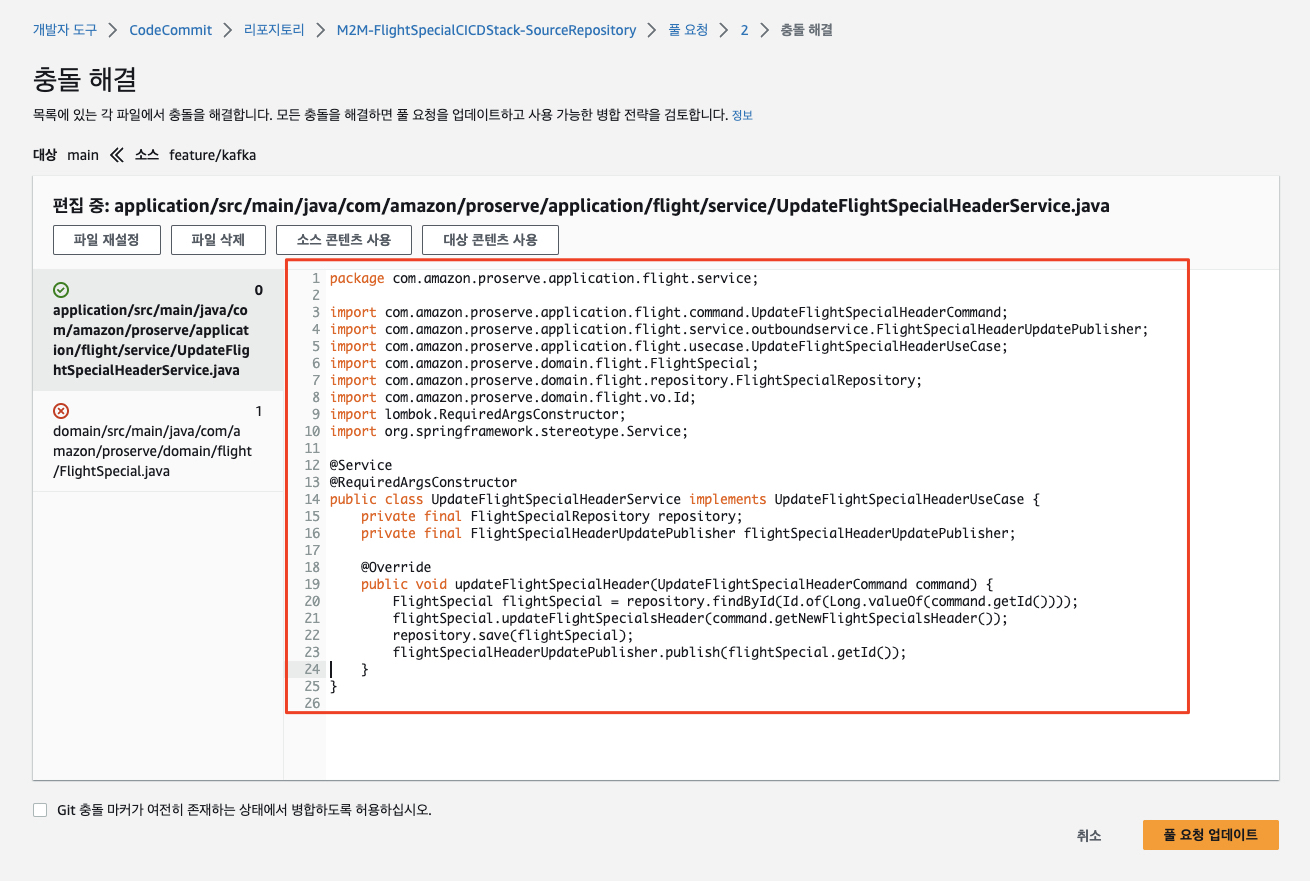 개발자 도구 > CodeCommit > 리포지토리 > M2M-FlightSpecialCICDStack-SourceRepository > 풀 요청 > 2 > 충돌 해결
충돌 해결
목록에 있는 각 파일에서 충돌을 해결합니다. 모든 충돌을 해결하면 풀 요청을 업데이트하고 사용 가능한 병합 전략을 검토합니다. 정보
대상 main « 소스 feature/kafka
편집 중: application/src/main/java/com/amazon/proserve/application/flight/service/UpdateFlightSpecialHeaderService.java
파일 재설정 파일 삭제 소스 콘텐츠 사용 대상 콘텐츠 사용
0
application/src/main/java/co
m/amazon/proserve/applicat
ion/flight/service/UpdateFlig
htSpecialHeaderService.java
1
domain/src/main/java/com/a
mazon/proserve/domain/flight
/FlightSpecial.java
1 package com.amazon.proserve.application.flight.service;
2
3 import com.amazon.proserve.application.flight.command.UpdateFlightSpecialHeaderCommand;
4 import com.amazon.proserve.application.flight.service.outboundservice.FlightSpecialHeaderUpdatePublisher;
5 import com.amazon.proserve.application.flight.usecase.UpdateFlightSpecialHeaderUseCase;
6 import com.amazon.proserve.domain.flight.FlightSpecial;
7 import com.amazon.proserve.domain.flight.repository.FlightSpecialRepository;
8 import com.amazon.proserve.domain.flight.vo.Id;
9 import lombok.RequiredArgsConstructor;
10 import org.springframework.stereotype.Service;
11
12 @Service
13 @RequiredArgsConstructor
14 public class UpdateFlightSpecialHeaderService implements UpdateFlightSpecialHeaderUseCase {
15     private final FlightSpecialRepository repository;
16     private final FlightSpecialHeaderUpdatePublisher flightSpecialHeaderUpdatePublisher;
17
18     @Override
19     public void updateFlightSpecialHeader(UpdateFlightSpecialHeaderCommand command) {
20         FlightSpecial flightSpecial = repository.findById(Id.of(Long.valueOf(command.getId())));
21         flightSpecial.updateFlightSpecialsHeader(command.getNewFlightSpecialsHeader());
22         repository.save(flightSpecial);
23         flightSpecialHeaderUpdatePublisher.publish(flightSpecial.getId());
24     }
25 }
26
Git 충돌 마커가 여전히 존재하는 상태에서 병합하도록 허용하십시오.
취소 풀 요청 업데이트